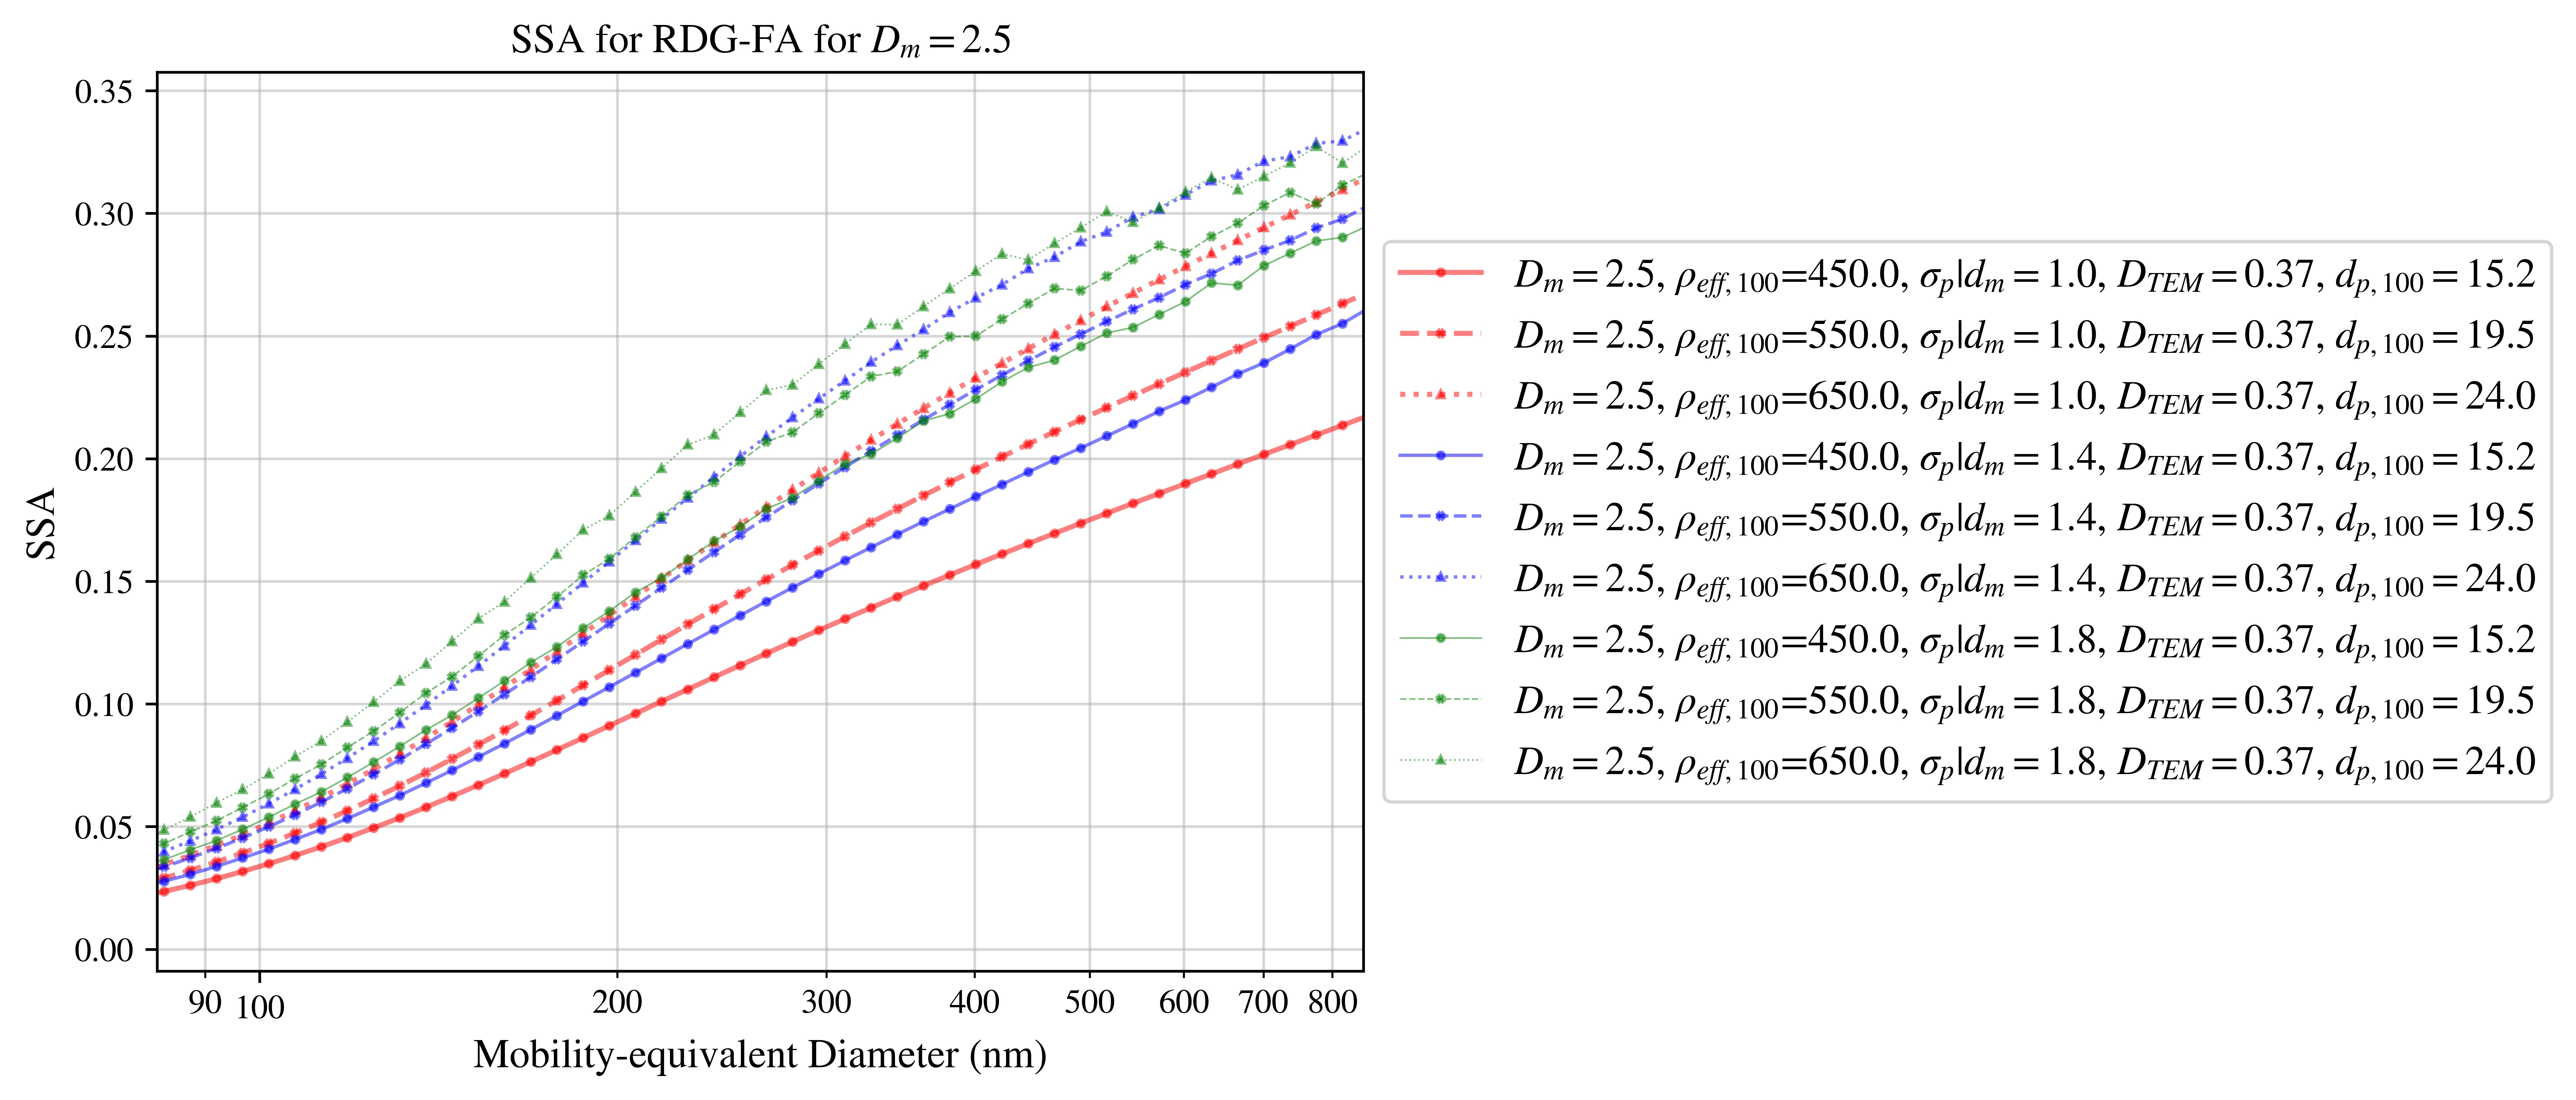 SSA for RDG-FA for Dₘ = 2.5
0.35
0.30
0.25
0.20
0.15
0.10
0.05
0.00
SSA
90 100 200 300 400 500 600 700 800
Mobility-equivalent Diameter (nm)
D_m = 2.5, ρ_eff,100=450.0, σ_p|d_m = 1.0, D_TEM = 0.37, d_p,100 = 15.2
D_m = 2.5, ρ_eff,100=550.0, σ_p|d_m = 1.0, D_TEM = 0.37, d_p,100 = 19.5
D_m = 2.5, ρ_eff,100=650.0, σ_p|d_m = 1.0, D_TEM = 0.37, d_p,100 = 24.0
D_m = 2.5, ρ_eff,100=450.0, σ_p|d_m = 1.4, D_TEM = 0.37, d_p,100 = 15.2
D_m = 2.5, ρ_eff,100=550.0, σ_p|d_m = 1.4, D_TEM = 0.37, d_p,100 = 19.5
D_m = 2.5, ρ_eff,100=650.0, σ_p|d_m = 1.4, D_TEM = 0.37, d_p,100 = 24.0
D_m = 2.5, ρ_eff,100=450.0, σ_p|d_m = 1.8, D_TEM = 0.37, d_p,100 = 15.2
D_m = 2.5, ρ_eff,100=550.0, σ_p|d_m = 1.8, D_TEM = 0.37, d_p,100 = 19.5
D_m = 2.5, ρ_eff,100=650.0, σ_p|d_m = 1.8, D_TEM = 0.37, d_p,100 = 24.0